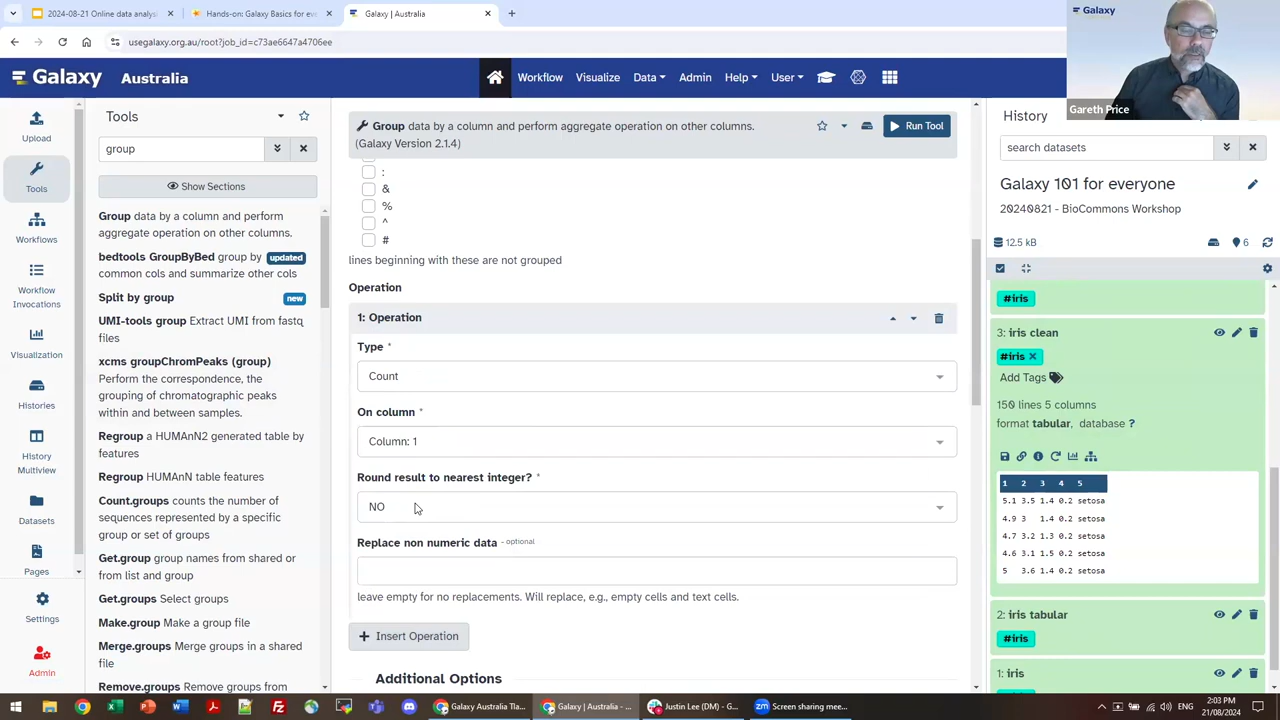 2024-08-21 Online data analysi
Hands-on: Galaxy Basics for eve
Galaxy | Australia
usegalaxy.org.au/root?job_id=c73ae6647a4706ee
Galaxy
Gareth Price
Galaxy Australia
Workflow Visualize Data Admin Help User
Upload
Tools
Workflows
Workflow
Invocations
Visualization
Histories
History
Multiview
Datasets
Pages
Settings
Admin
Tools
group
Show Sections
Group data by a column and perform
aggregate operation on other columns.
bedtools GroupByBed group by updated
common cols and summarize other cols
Split by group new
UMI-tools group Extract UMI from fastq
files
xcms groupChromPeaks (group)
Perform the correspondence, the
grouping of chromatographic peaks
within and between samples.
Regroup a HUMAnN2 generated table by
features
Regroup HUMAnN table features
Count.groups counts the number of
sequences represented by a specific
group or set of groups
Get.group group names from shared or
from list and group
Get.groups Select groups
Make.group Make a group file
Merge.groups Merge groups in a shared
file
Remove.groups Remove groups from
Group data by a column and perform aggregate operation on other columns.
(Galaxy Version 2.1.4)
Run Tool
:
&
%
^
#
lines beginning with these are not grouped
Operation
1: Operation
Type *
Count
On column *
Column: 1
Round result to nearest integer? *
NO
Replace non numeric data - optional
leave empty for no replacements. Will replace, e.g., empty cells and text cells.
+ Insert Operation
Additional Options
History
search datasets
Galaxy 101 for everyone
20240821 - BioCommons Workshop
12.5 kB
6
#iris
3: iris clean
#iris ×
Add Tags
150 lines 5 columns
format tabular, database ?
1 2 3 4 5
5.1 3.5 1.4 0.2 setosa
4.9 3 1.4 0.2 setosa
4.7 3.2 1.3 0.2 setosa
4.6 3.1 1.5 0.2 setosa
5 3.6 1.4 0.2 setosa
2: iris tabular
#iris
1: iris
Galaxy Australia Tla...
Galaxy | Australia - ...
Justin Lee (DM) - G...
Screen sharing mee...
ENG
2:03 PM
21/08/2024